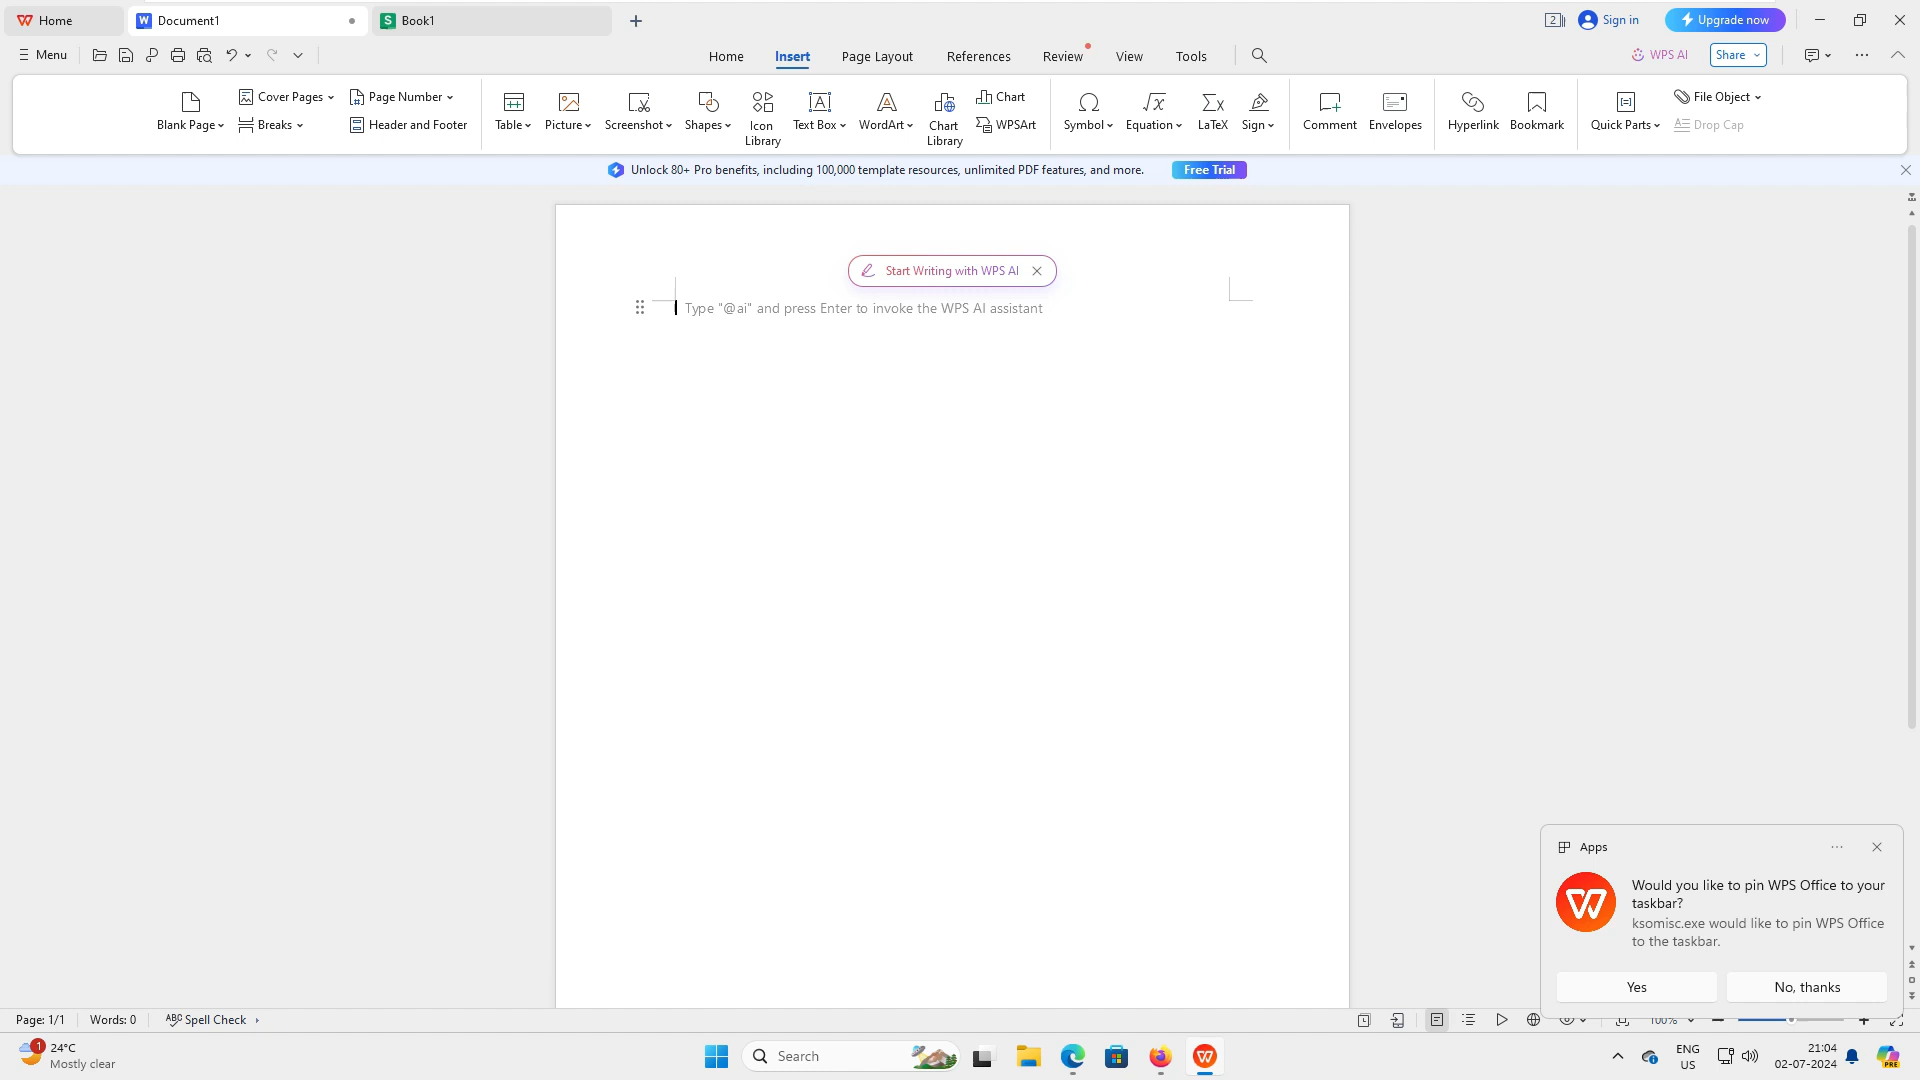 Home
Document1
Book1
Sign in
Upgrade now
Menu
Home
Insert
Page Layout
References
Review
View
Tools
WPS AI
Share
Blank Page
Cover Pages
Breaks
Page Number
Header and Footer
Table
Picture
Screenshot
Shapes
Icon
Library
Text Box
WordArt
Chart
Library
Chart
WPSArt
Symbol
Equation
LaTeX
Sign
Comment
Envelopes
Hyperlink
Bookmark
Quick Parts
File Object
Drop Cap
Unlock 80+ Pro benefits, including 100,000 template resources, unlimited PDF features, and more.
Free Trial
Start Writing with WPS AI
Type "@ai" and press Enter to invoke the WPS AI assistant
Apps
Would you like to pin WPS Office to your
taskbar?
ksomisc.exe would like to pin WPS Office
to the taskbar.
Yes
No, thanks
Page: 1/1
Words: 0
Spell Check
100%
1
24°C
Mostly clear
Search
ENG
US
21:04
02-07-2024